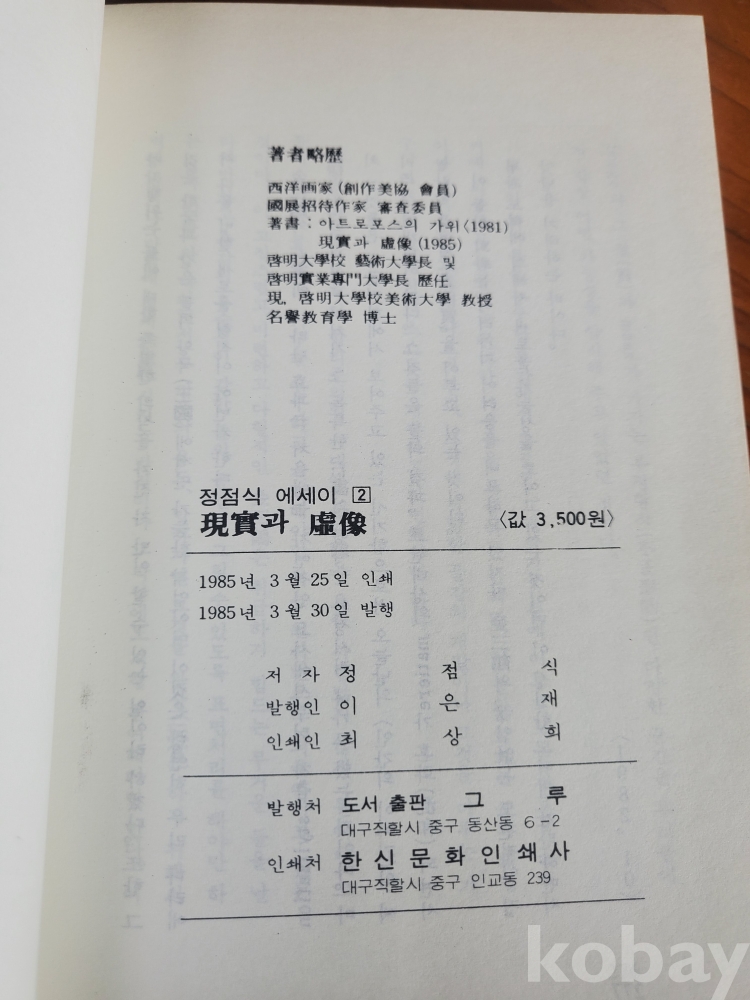 著者略歷
西洋画家(創作美協 會員)
國展招待作家 審査委員
著書 : 아트로포스의 가위(1981)
現實과 虛像(1985)
啓明大學校 藝術大學長 및
啓明實業專門大學長 歷任
現, 啓明大學校美術大學 教授
名譽教育學 博士
정점식 에세이 2
現實과 虛像 〈값 3,500원〉
1985년 3월 25일 인쇄
1985년 3월 30일 발행
저 자 정 점 식
발행인 이 은 재
인쇄인 최 상 희
발행처 도서출판 그 루
대구직할시 중구 동산동 6-2
인쇄처 한신문화인쇄사
대구직할시 중구 인교동 239
kobay